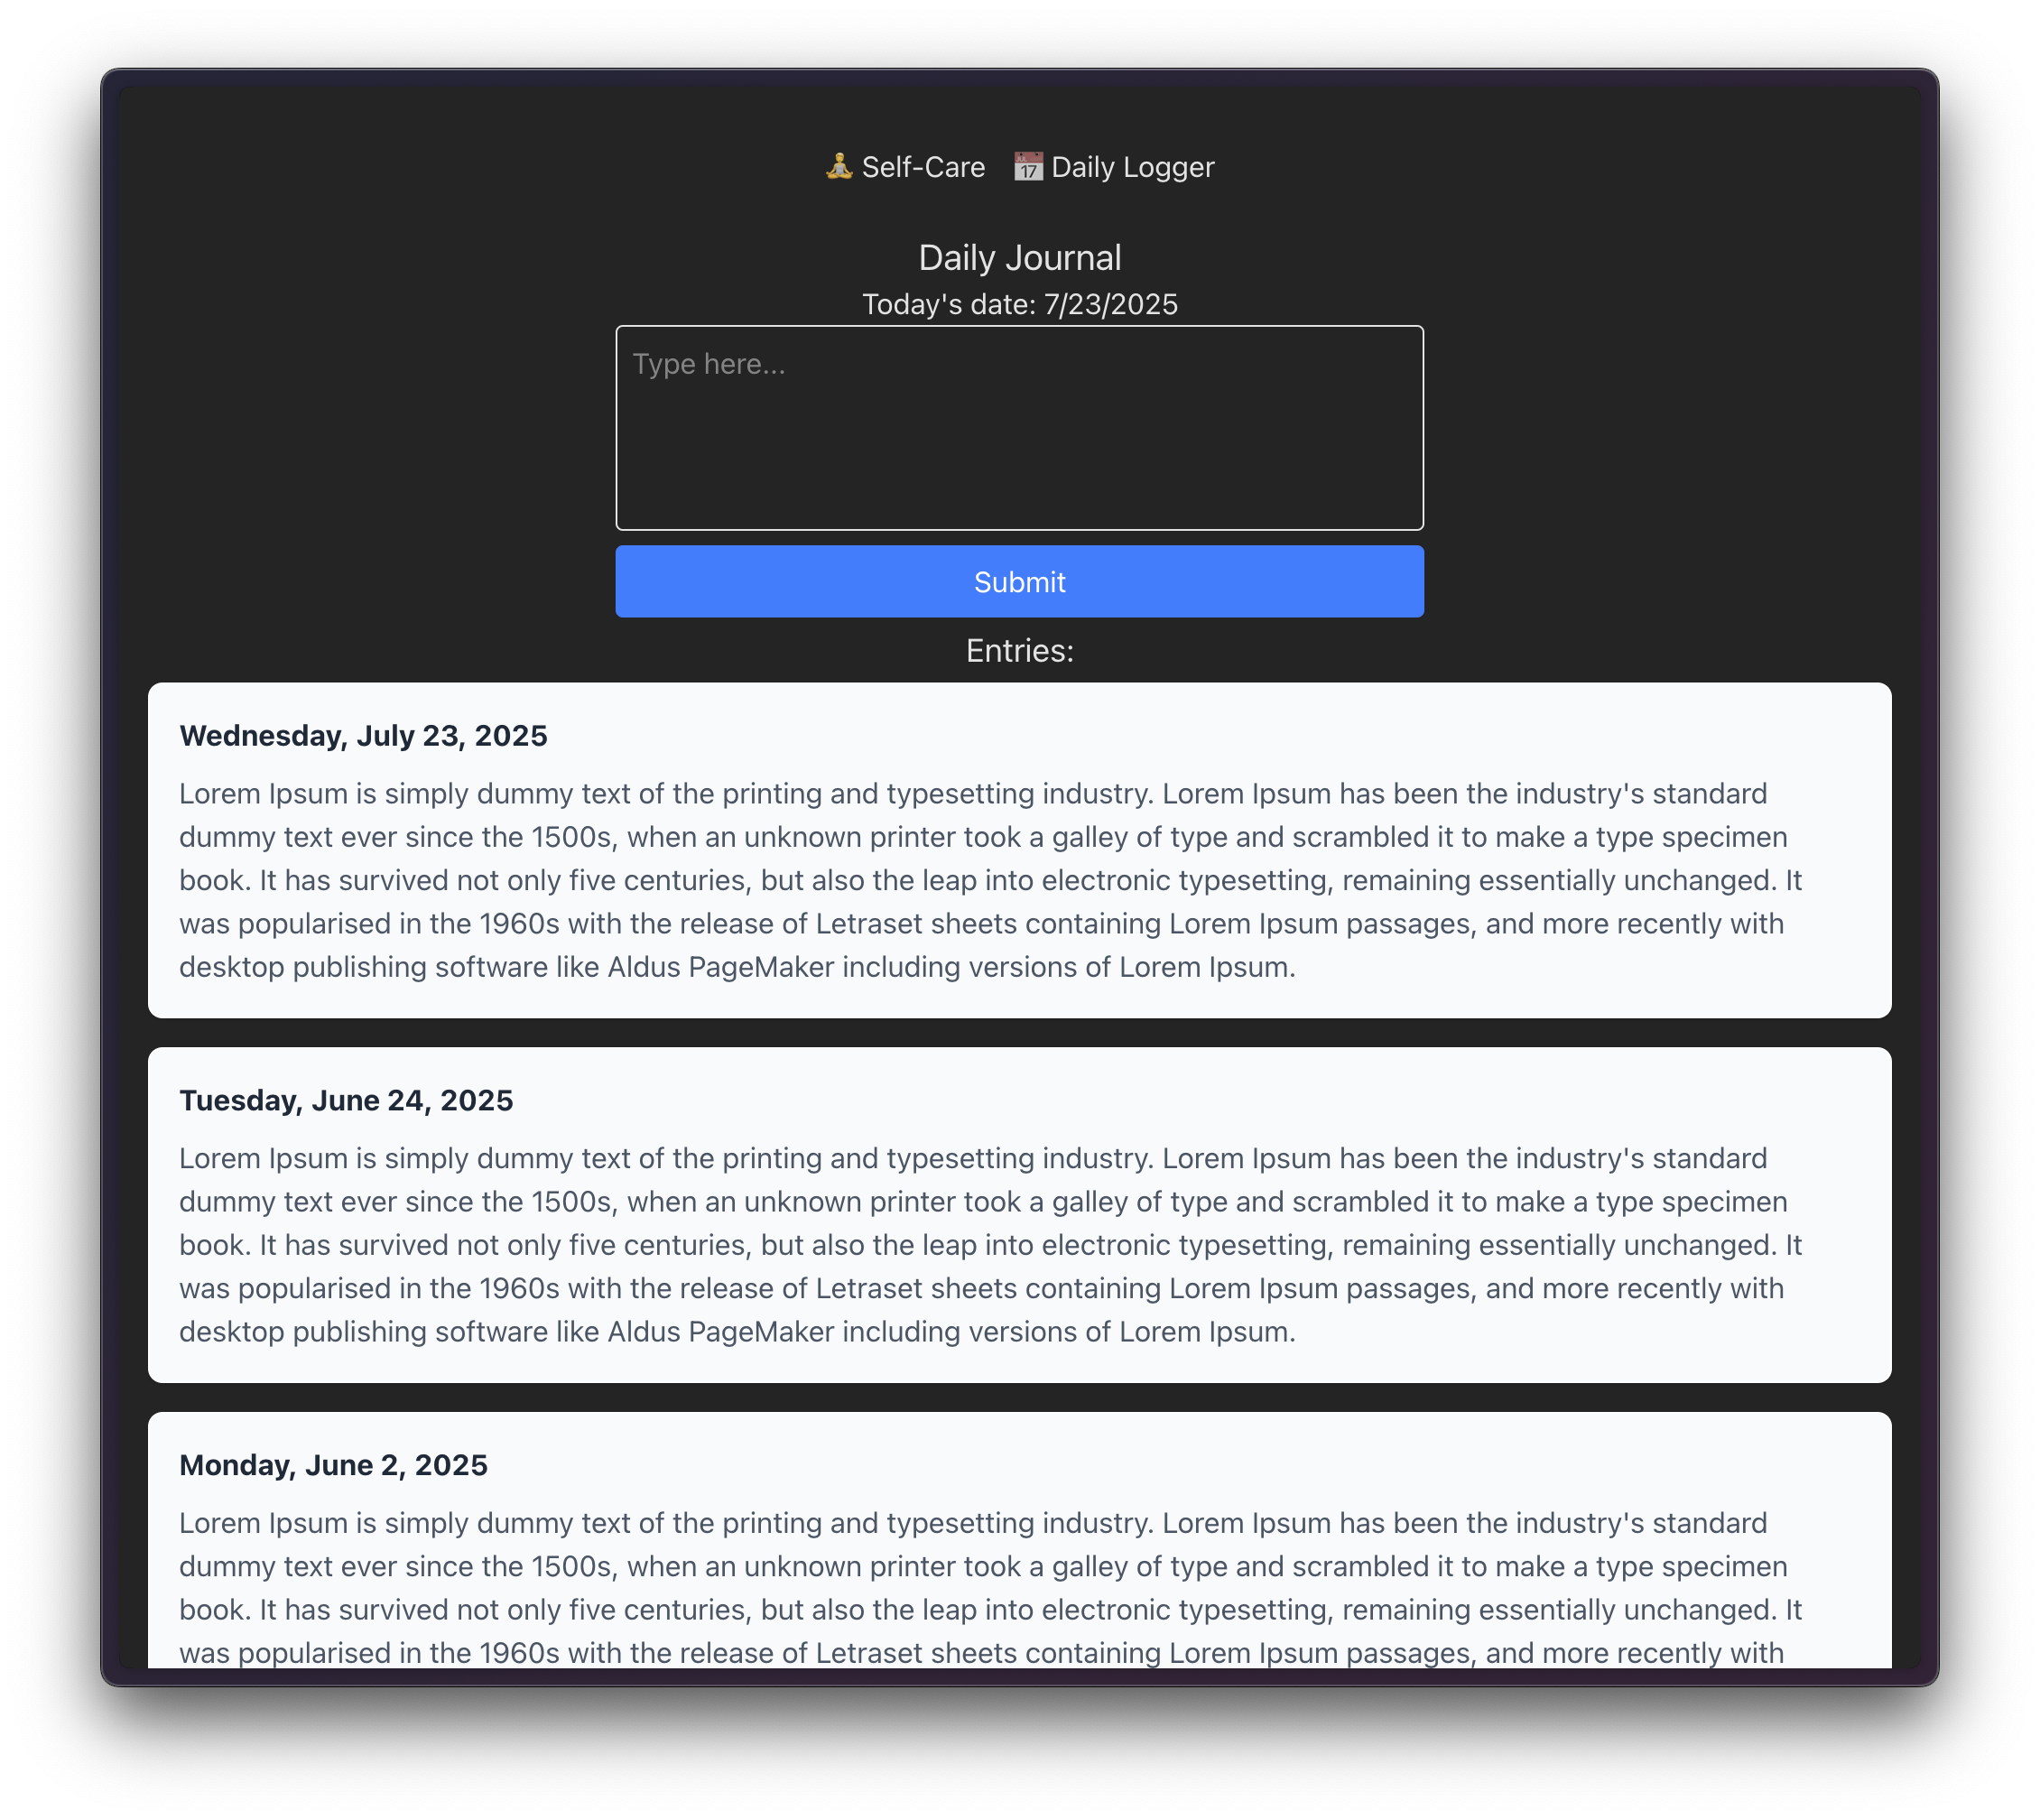 Self-Care JUL 17 Daily Logger
Daily Journal
Today's date: 7/23/2025
Type here...
Submit
Entries:
Wednesday, July 23, 2025
Lorem Ipsum is simply dummy text of the printing and typesetting industry. Lorem Ipsum has been the industry's standard
dummy text ever since the 1500s, when an unknown printer took a galley of type and scrambled it to make a type specimen
book. It has survived not only five centuries, but also the leap into electronic typesetting, remaining essentially unchanged. It
was popularised in the 1960s with the release of Letraset sheets containing Lorem Ipsum passages, and more recently with
desktop publishing software like Aldus PageMaker including versions of Lorem Ipsum.
Tuesday, June 24, 2025
Lorem Ipsum is simply dummy text of the printing and typesetting industry. Lorem Ipsum has been the industry's standard
dummy text ever since the 1500s, when an unknown printer took a galley of type and scrambled it to make a type specimen
book. It has survived not only five centuries, but also the leap into electronic typesetting, remaining essentially unchanged. It
was popularised in the 1960s with the release of Letraset sheets containing Lorem Ipsum passages, and more recently with
desktop publishing software like Aldus PageMaker including versions of Lorem Ipsum.
Monday, June 2, 2025
Lorem Ipsum is simply dummy text of the printing and typesetting industry. Lorem Ipsum has been the industry's standard
dummy text ever since the 1500s, when an unknown printer took a galley of type and scrambled it to make a type specimen
book. It has survived not only five centuries, but also the leap into electronic typesetting, remaining essentially unchanged. It
was popularised in the 1960s with the release of Letraset sheets containing Lorem Ipsum passages, and more recently with